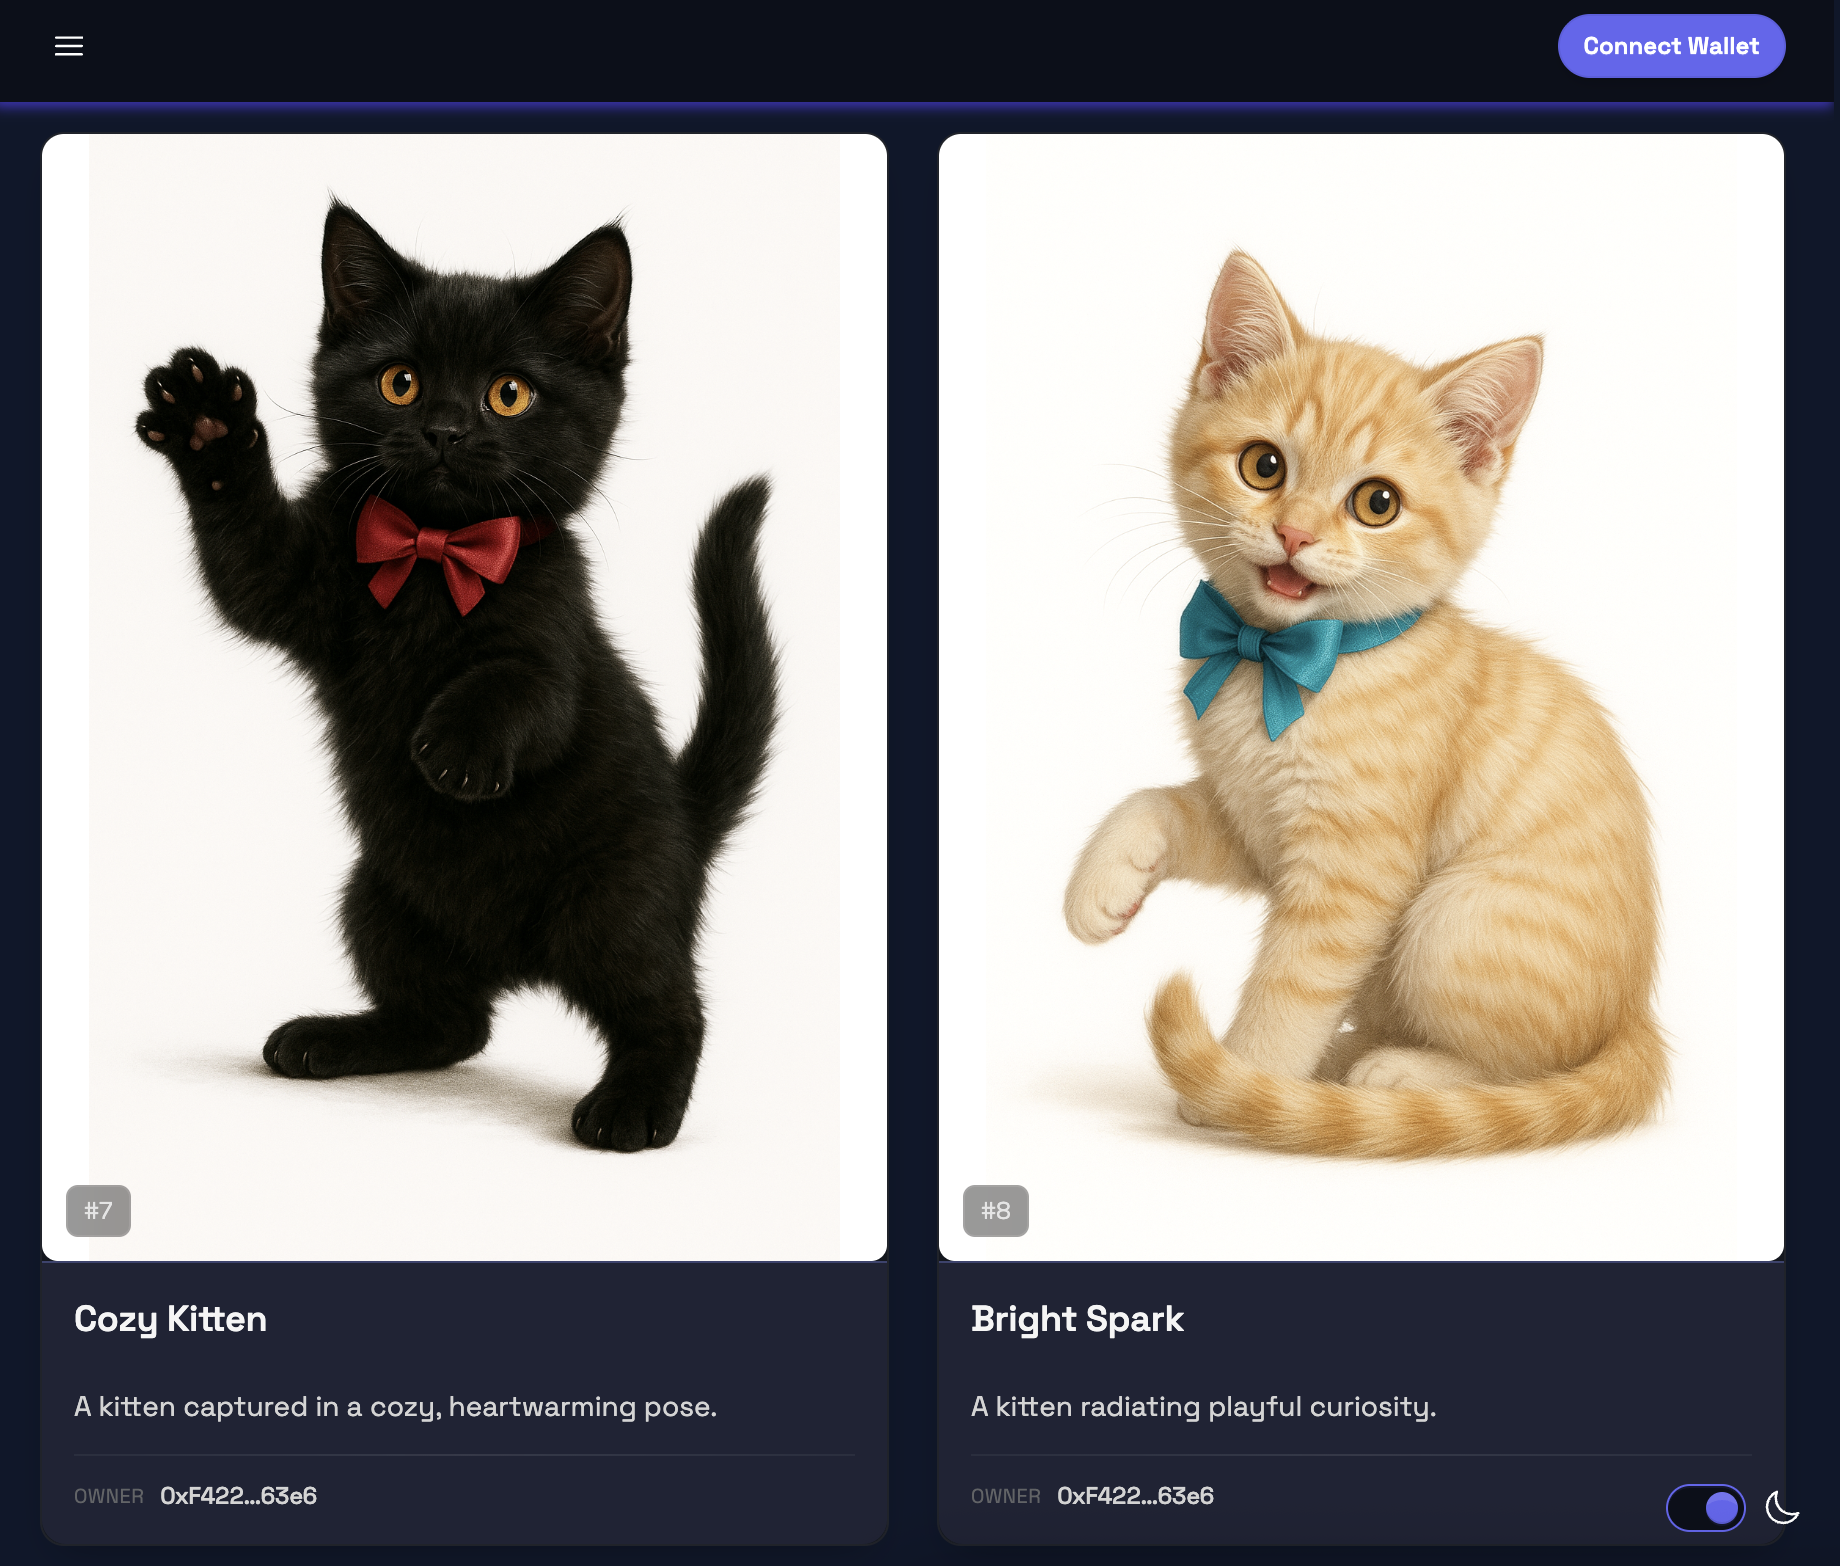 Connect Wallet
#7
Cozy Kitten
A kitten captured in a cozy, heartwarming pose.
OWNER 0xF422...63e6
#8
Bright Spark
A kitten radiating playful curiosity.
OWNER 0xF422...63e6